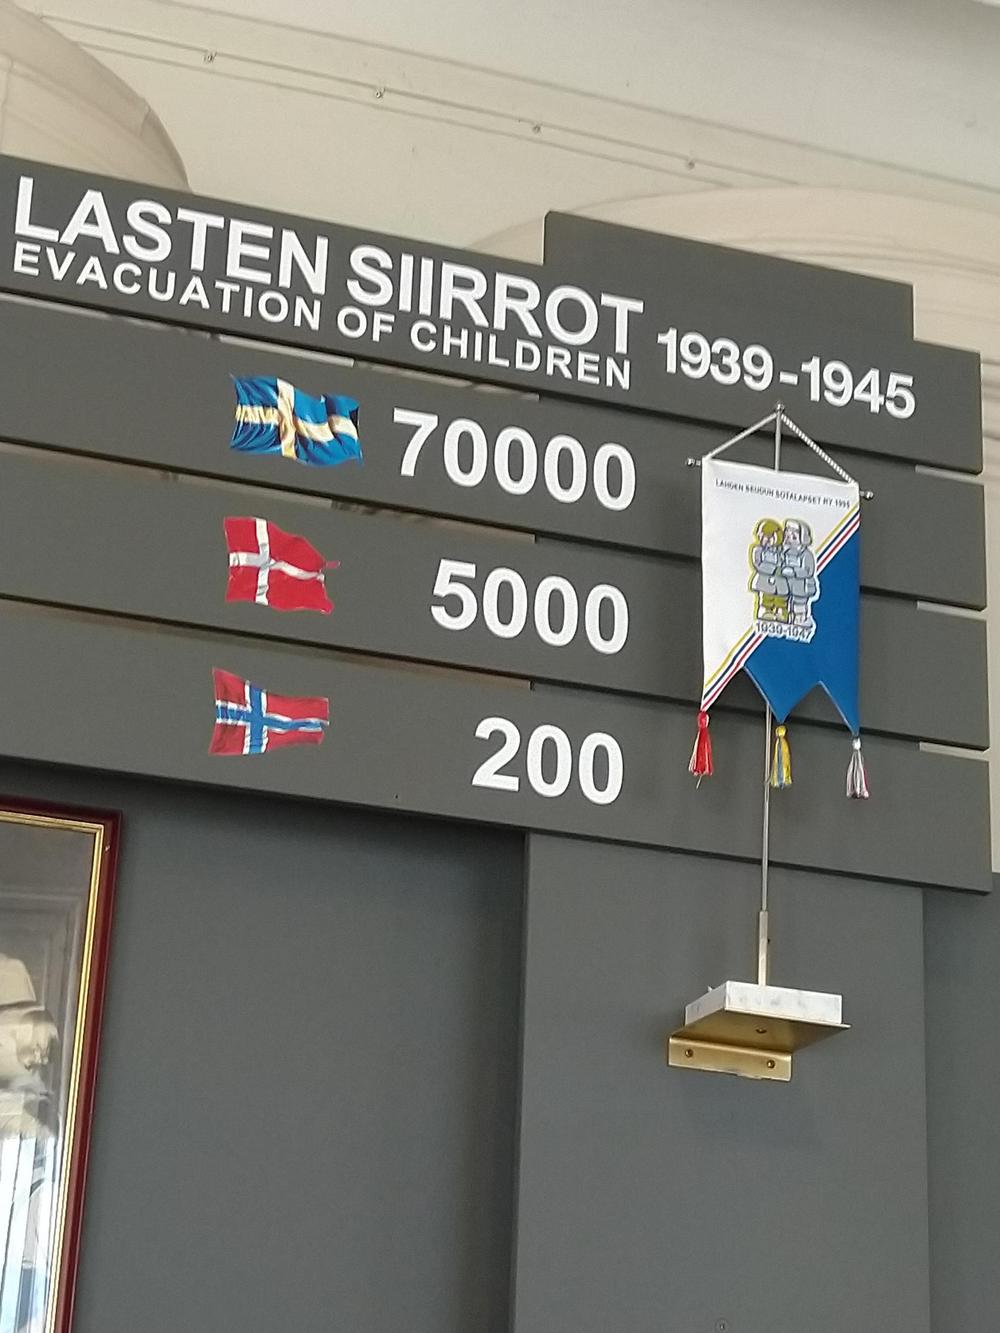 LASTEN SIIRROT
EVACUATION OF CHILDREN
1939-1945
70000
5000
200
LAHDEN SEUDUN SOTALAPSET RY 1995
1939-1947